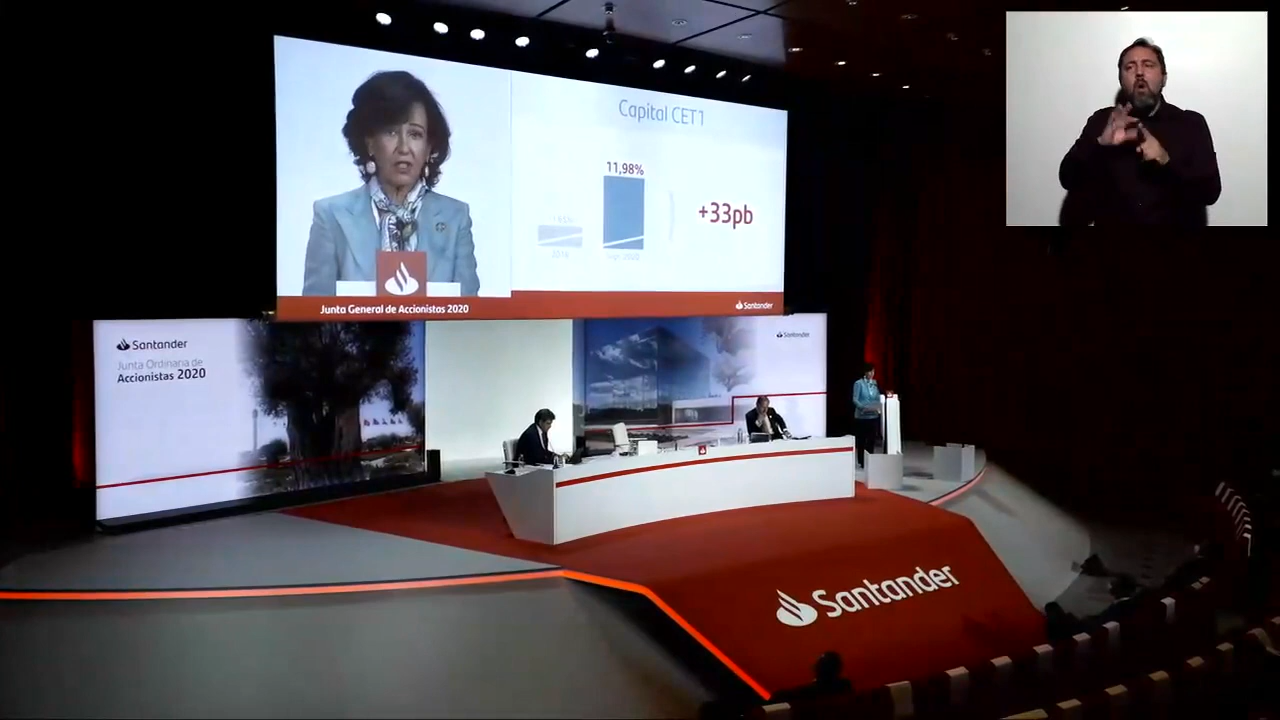 Capital CET1
11,98%
+33pb
2020
Junta General de Accionistas 2020
Santander
Santander
Junta Ordinaria de
Accionistas 2020
Santander
Santander